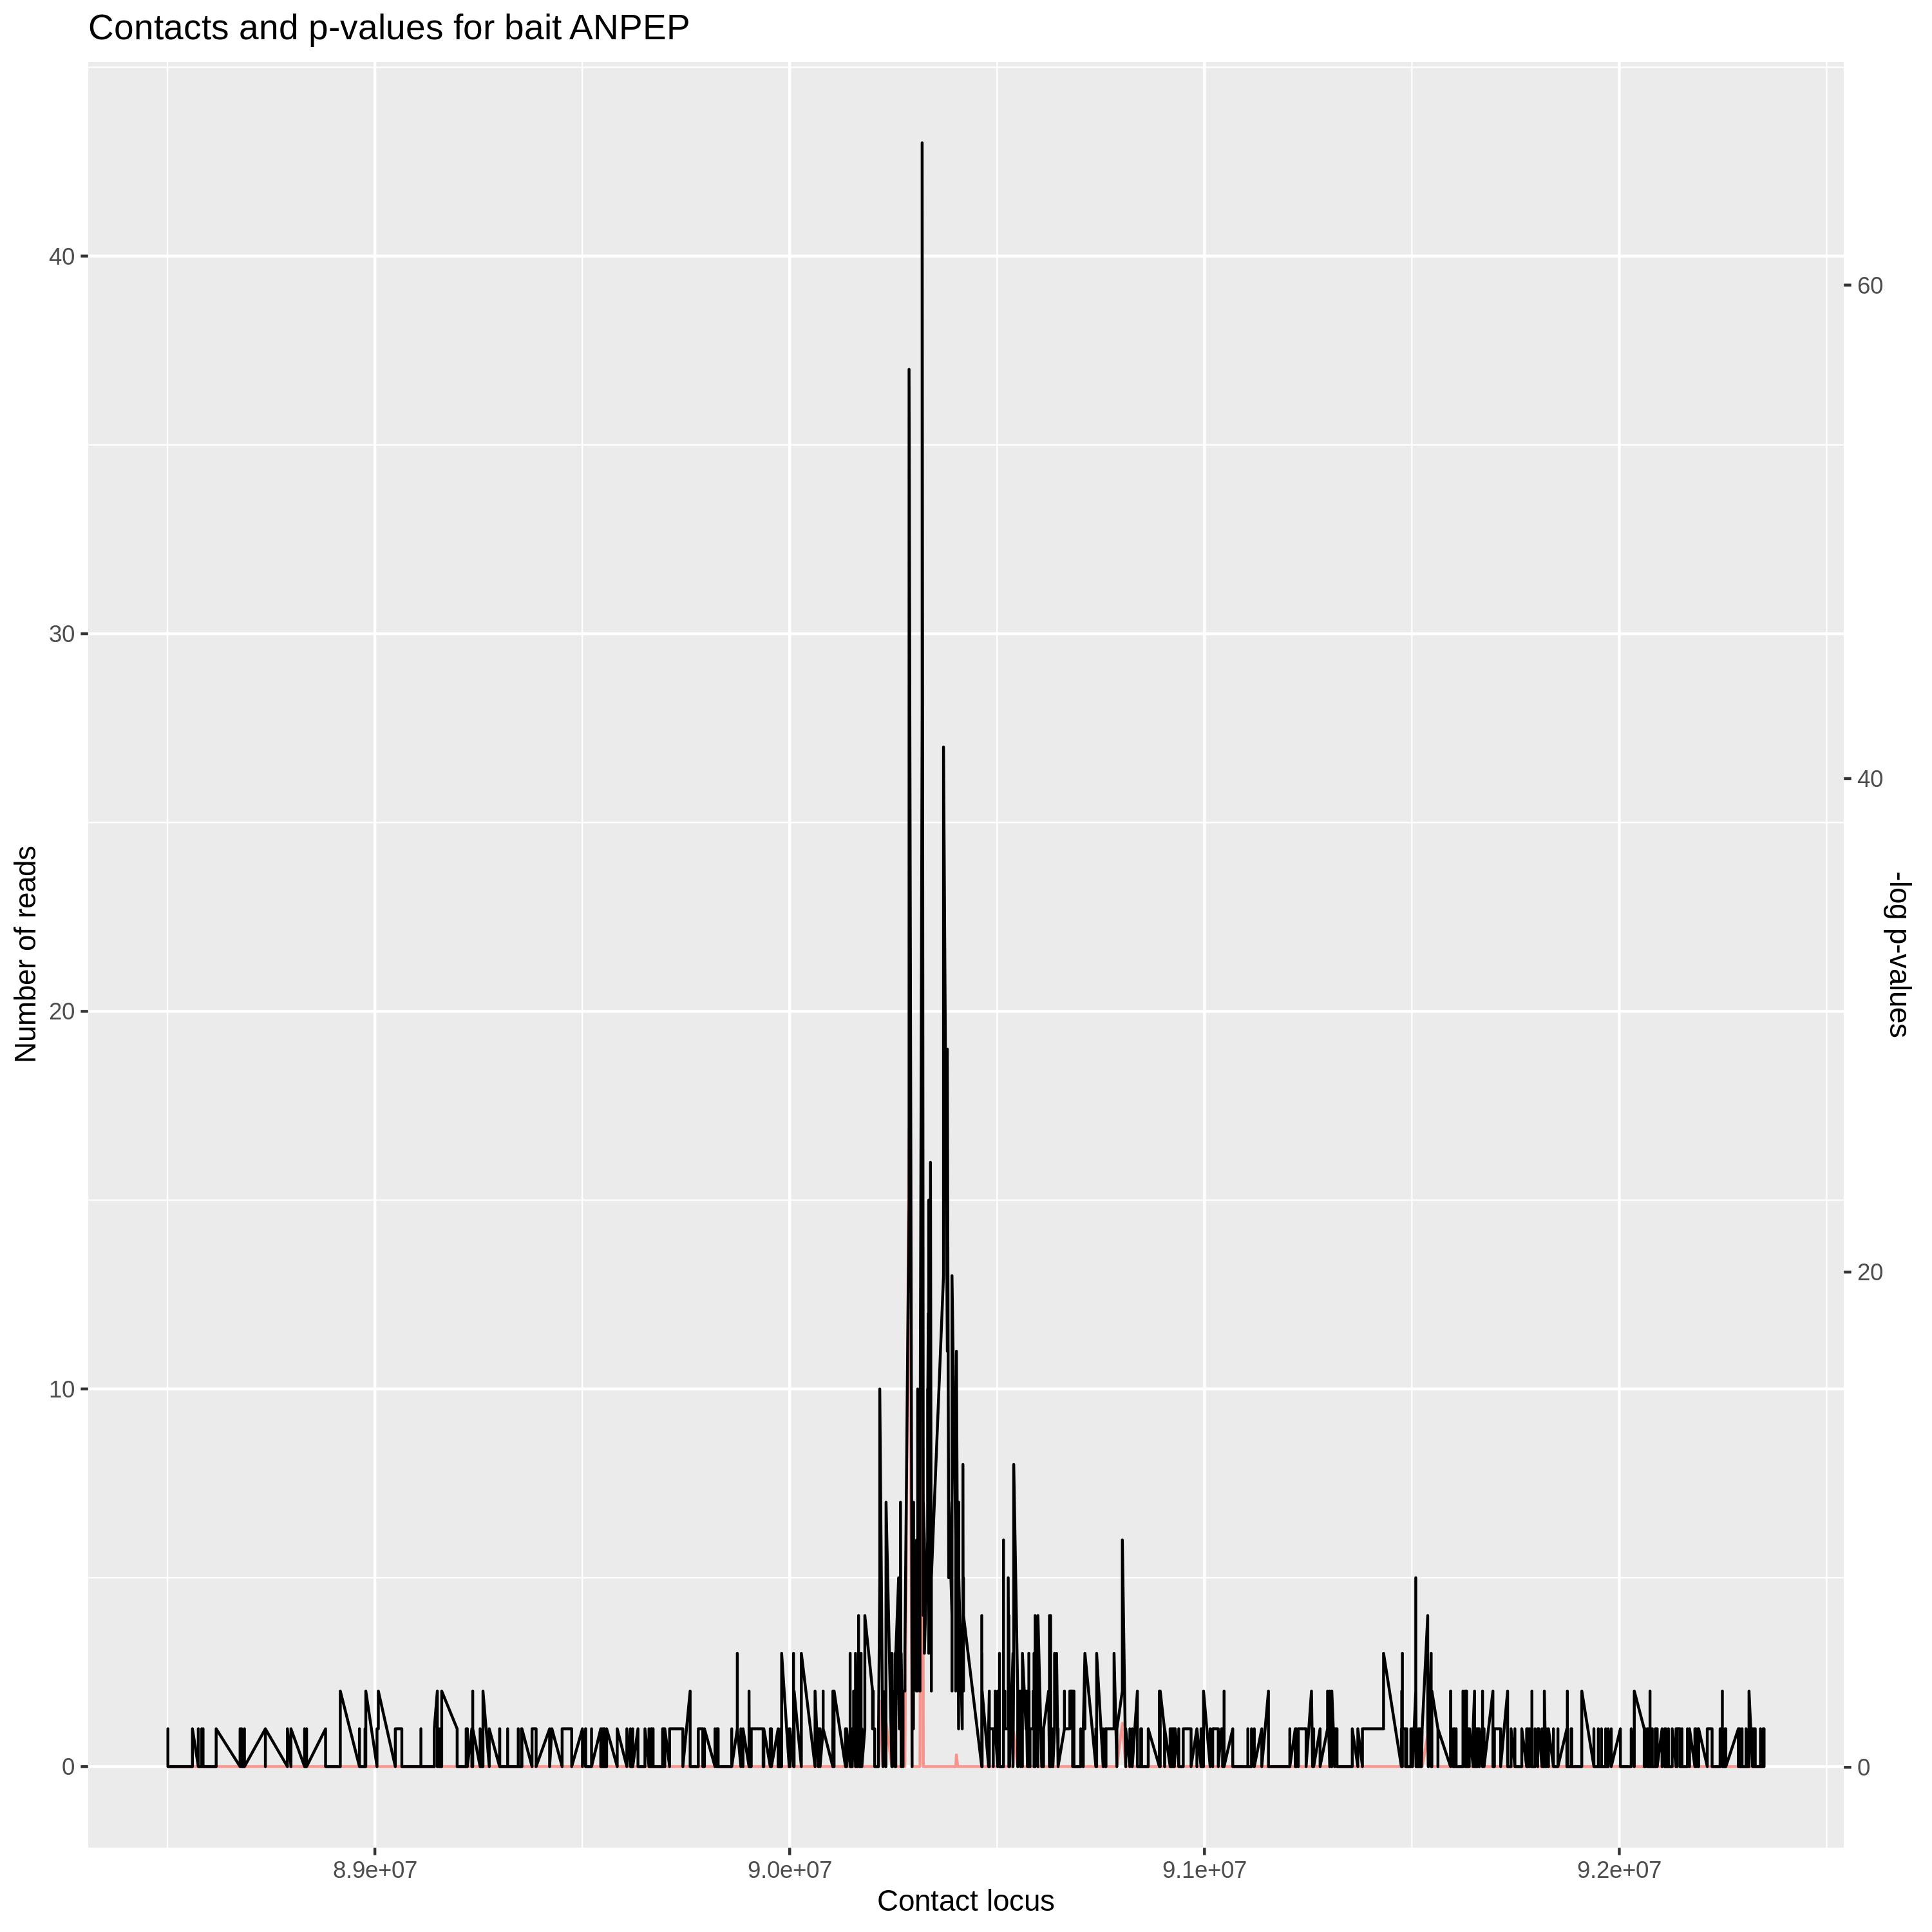 Contacts and p-values for bait ANPEP
40
30
20
10
0
Number of reads
60
40
20
0
-log p-values
8.9e+07 9.0e+07 9.1e+07 9.2e+07
Contact locus